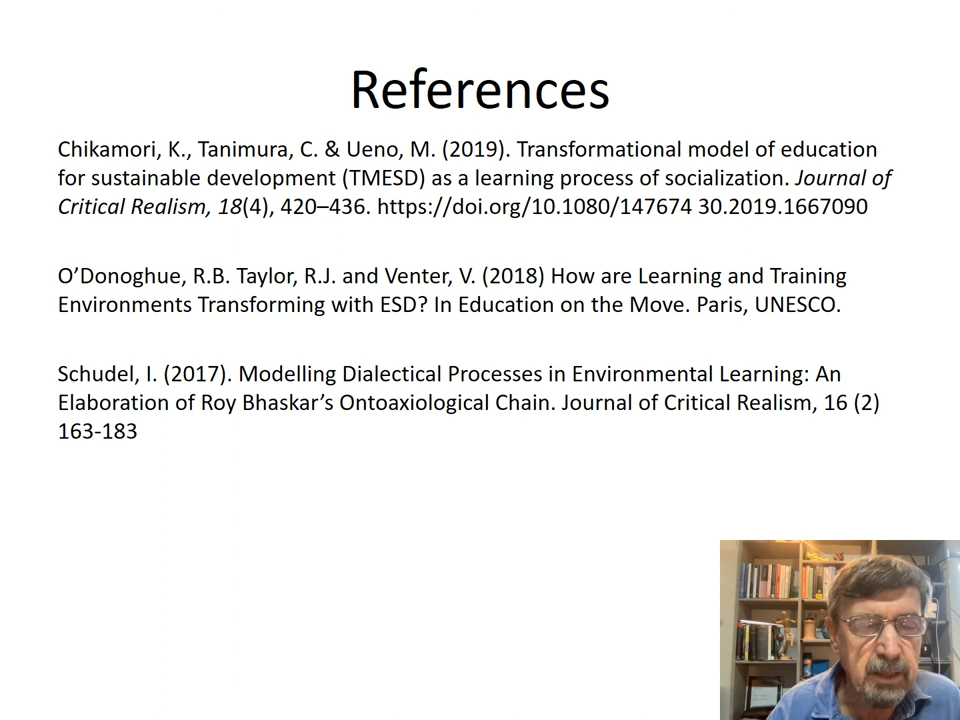 References
Chikamori, K., Tanimura, C. & Ueno, M. (2019). Transformational model of education
for sustainable development (TMESD) as a learning process of socialization. Journal of
Critical Realism, 18(4), 420–436. https://doi.org/10.1080/147674 30.2019.1667090
O’Donoghue, R.B. Taylor, R.J. and Venter, V. (2018) How are Learning and Training
Environments Transforming with ESD? In Education on the Move. Paris, UNESCO.
Schudel, I. (2017). Modelling Dialectical Processes in Environmental Learning: An
Elaboration of Roy Bhaskar’s Ontoaxiological Chain. Journal of Critical Realism, 16 (2)
163-183